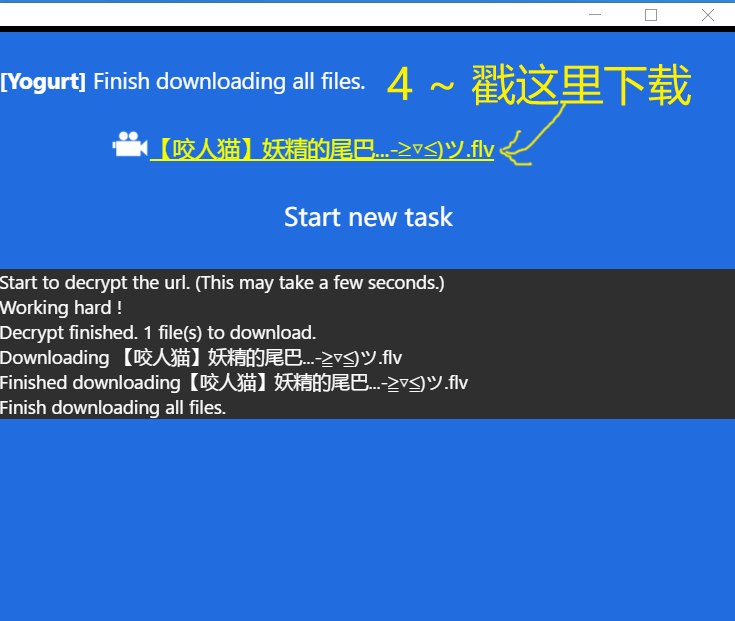 [Yogurt] Finish downloading all files. 4 ~ 戳这里下载
【咬人猫】妖精的尾巴...-≥▿≤)ツ.flv
Start new task
Start to decrypt the url. (This may take a few seconds.)
Working hard !
Decrypt finished. 1 file(s) to download.
Downloading 【咬人猫】妖精的尾巴...-≧▿≦)ツ.flv
Finished downloading【咬人猫】妖精的尾巴...-≧▿≦)ツ.flv
Finish downloading all files.